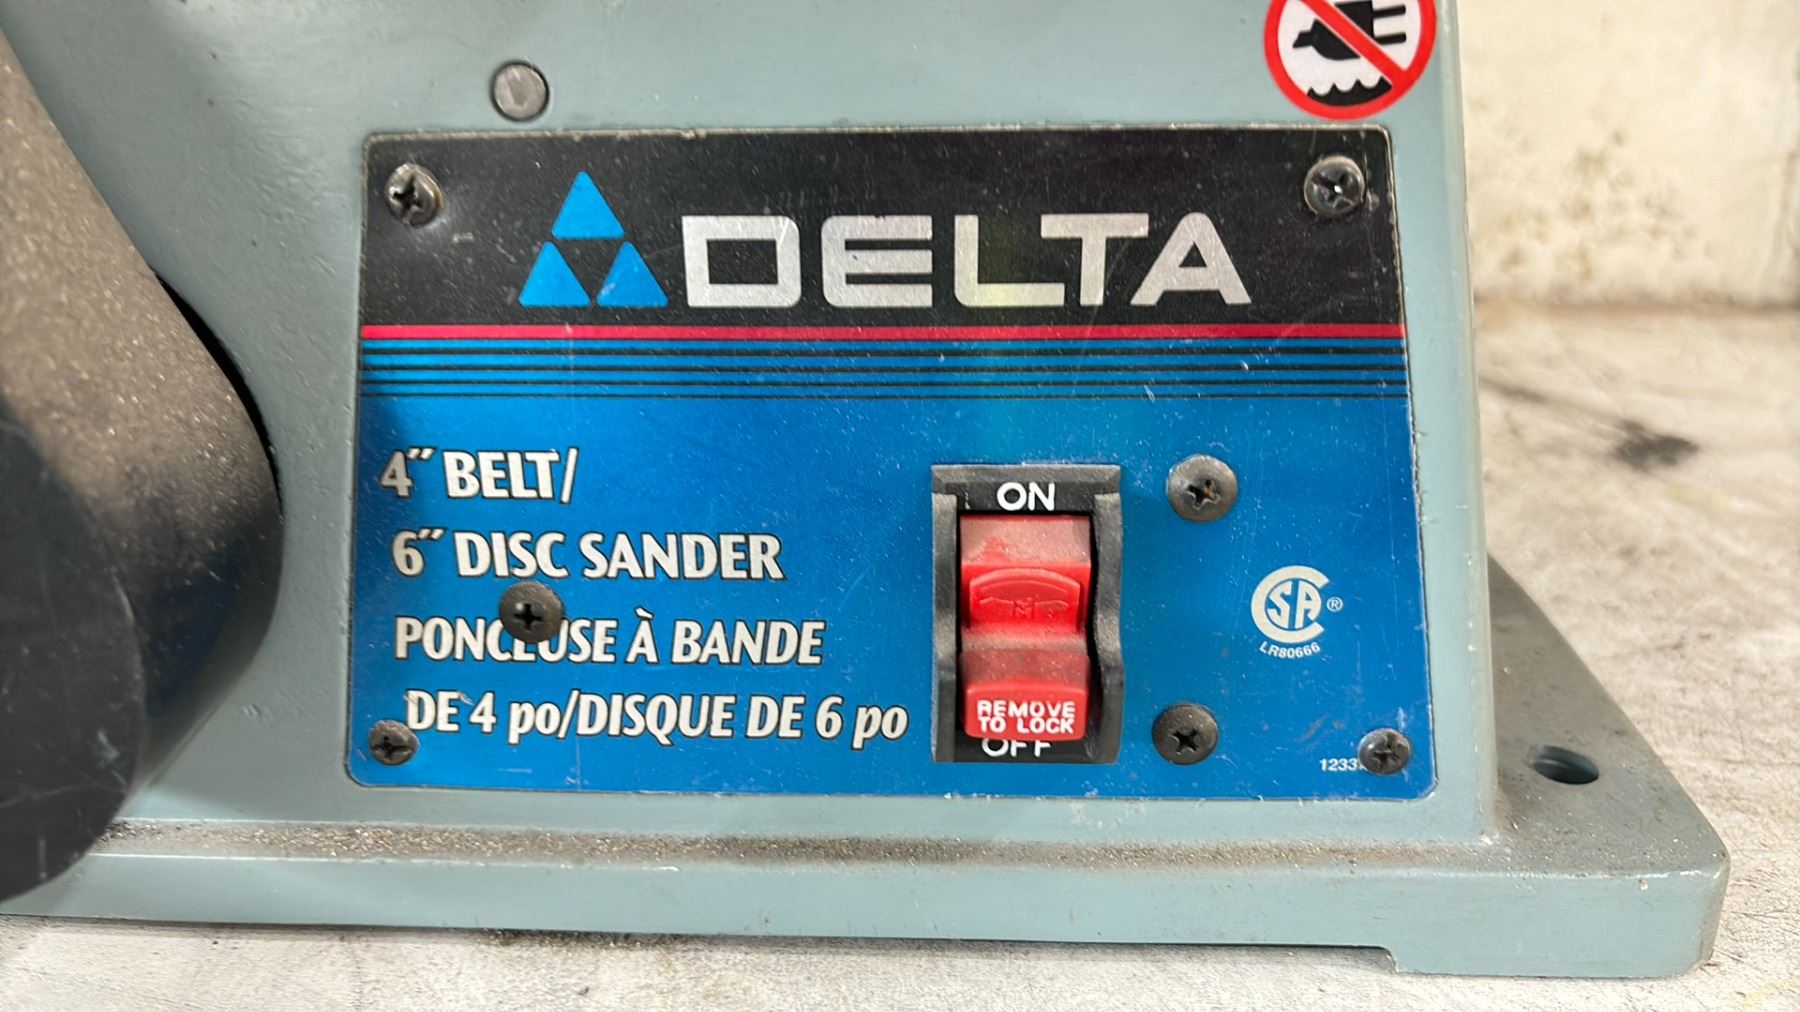 DELTA
4" BELT/
6" DISC SANDER
PONCEUSE À BANDE
DE 4 po/DISQUE DE 6 po
ON
REMOVE
TO LOCK
OFF
CSA®
LR80666